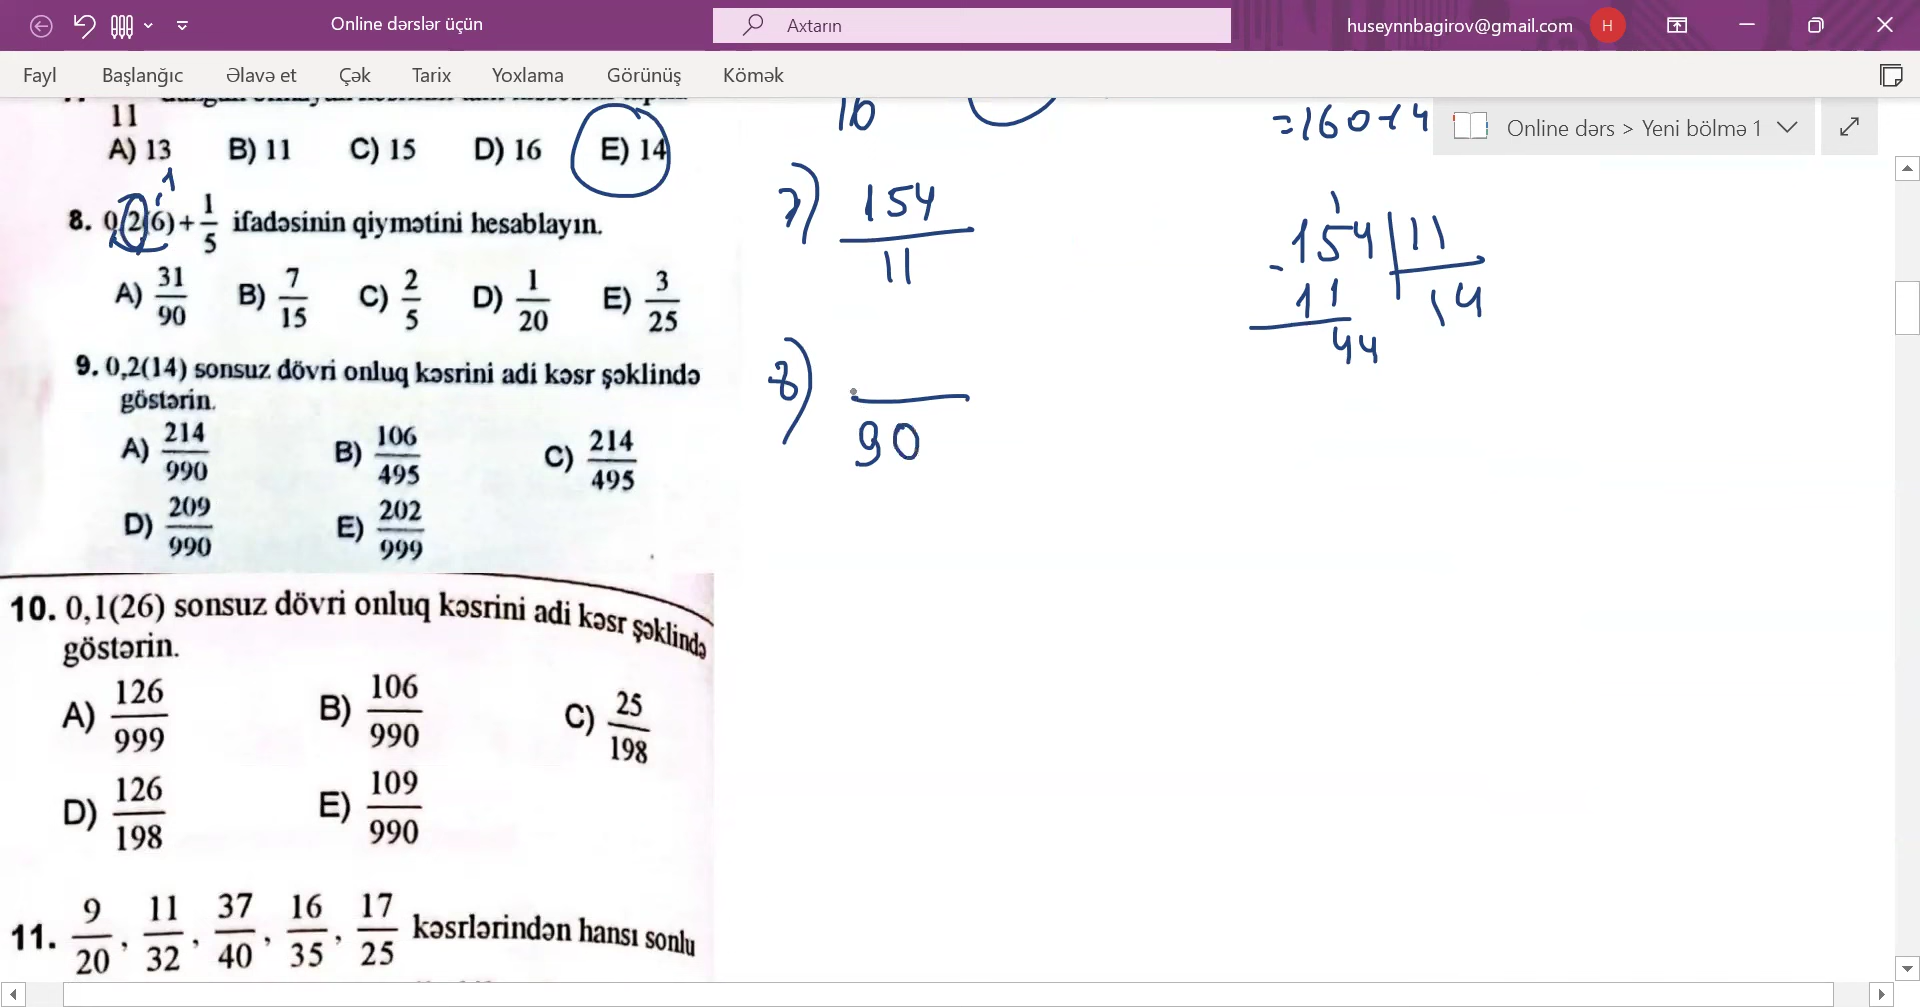 Online dərslər üçün
Axtarın
huseynnbagirov@gmail.com
H
Fayl Başlanğıc Əlavə et Çək Tarix Yoxlama Görünüş Kömək
Online dərs > Yeni bölmə 1
11
A) 13 B) 11 C) 15 D) 16 E) 14
8. 0,2(6) + 1/5 ifadəsinin qiymətini hesablayın.
A) 31/90 B) 7/15 C) 2/5 D) 1/20 E) 3/25
9. 0,2(14) sonsuz dövri onluq kəsrini adi kəsr şəklində
göstərin.
A) 214/990 B) 106/495 C) 214/495
D) 209/990 E) 202/999
10. 0,1(26) sonsuz dövri onluq kəsrini adi kəsr şəklində
göstərin.
A) 126/999 B) 106/990 C) 25/198
D) 126/198 E) 109/990
11. 9/20, 11/32, 37/40, 16/35, 17/25 kəsrlərindən hansı sonlu
1
10
=160+4
7) 154
11
1
- 154 | 11
11 14
44
8)
90